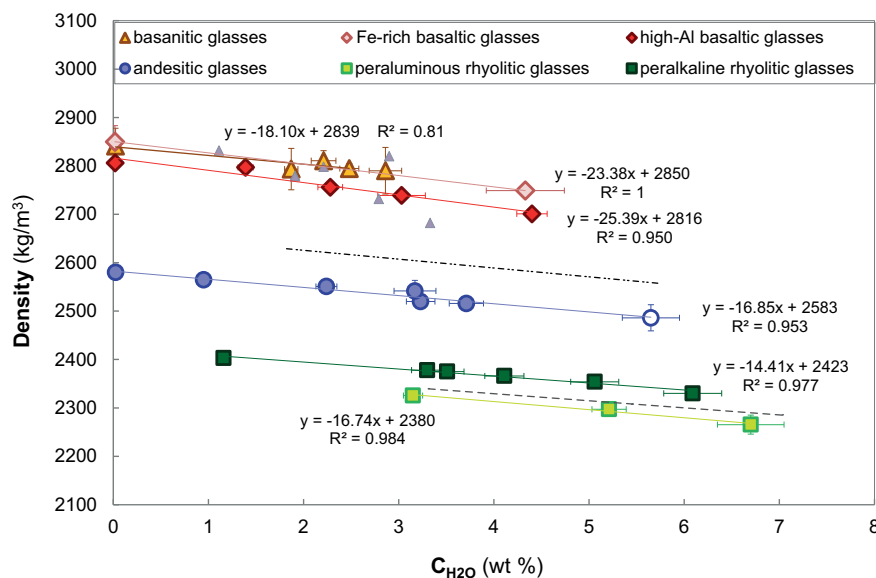 3100
3000
2900
2800
2700
2600
2500
2400
2300
2200
2100
Density (kg/m³)
basanitic glasses Fe-rich basaltic glasses high-Al basaltic glasses
andesitic glasses peraluminous rhyolitic glasses peralkaline rhyolitic glasses
y = -18.10x + 2839 R² = 0.81
y = -23.38x + 2850
R² = 1
y = -25.39x + 2816
R² = 0.950
y = -16.85x + 2583
R² = 0.953
y = -14.41x + 2423
R² = 0.977
y = -16.74x + 2380
R² = 0.984
0 1 2 3 4 5 6 7 8
C_H2O (wt %)